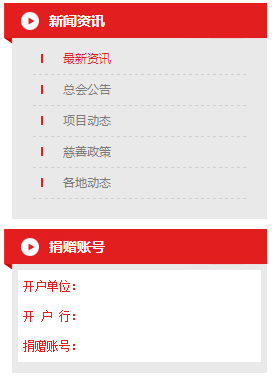 新闻资讯
最新资讯
总会公告
项目动态
慈善政策
各地动态
捐赠账号
开户单位：
开 户 行：
捐赠账号：